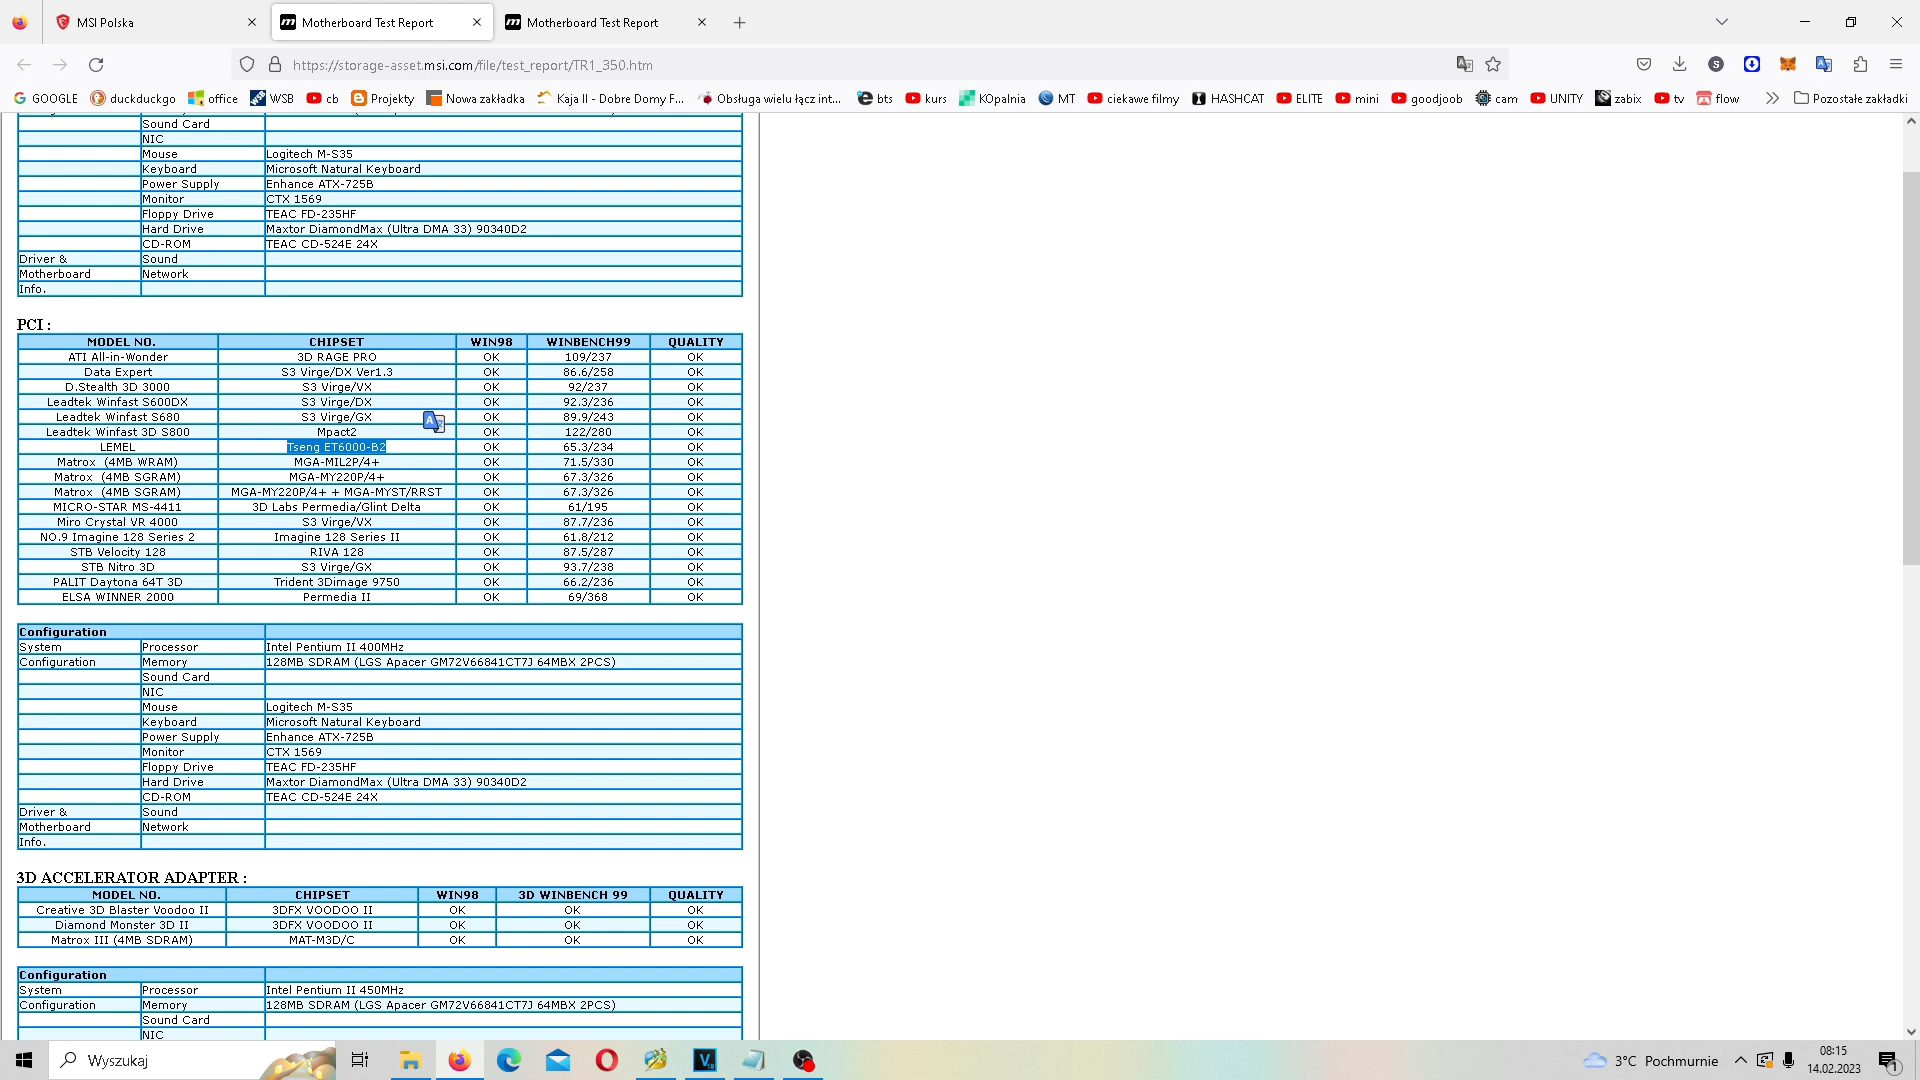 MSI Polska
Motherboard Test Report
Motherboard Test Report
https://storage-asset.msi.com/file/test_report/TR1_350.htm
GOOGLE duckduckgo office WSB cb Projekty Nowa zakładka Kaja II - Dobre Domy F... Obsługa wielu łącz int... bts kurs KOpalnia MT ciekawe filmy HASHCAT ELITE mini goodjoob cam UNITY zabix tv flow Pozostałe zakładki
Sound Card
NIC
Mouse Logitech M-S35
Keyboard Microsoft Natural Keyboard
Power Supply Enhance ATX-725B
Monitor CTX 1569
Floppy Drive TEAC FD-235HF
Hard Drive Maxtor DiamondMax (Ultra DMA 33) 90340D2
CD-ROM TEAC CD-524E 24X
Driver & Sound
Motherboard Network
Info.
PCI :
MODEL NO. CHIPSET WIN98 WINBENCH99 QUALITY
ATI All-in-Wonder 3D RAGE PRO OK 109/237 OK
Data Expert S3 Virge/DX Ver1.3 OK 86.6/258 OK
D.Stealth 3D 3000 S3 Virge/VX OK 92/237 OK
Leadtek Winfast S600DX S3 Virge/DX OK 92.3/236 OK
Leadtek Winfast S680 S3 Virge/GX OK 89.9/243 OK
Leadtek Winfast 3D S800 Mpact2 OK 122/280 OK
LEMEL Tseng ET6000-B2 OK 65.3/234 OK
Matrox (4MB WRAM) MGA-MIL2P/4+ OK 71.5/330 OK
Matrox (4MB SGRAM) MGA-MY220P/4+ OK 67.3/326 OK
Matrox (4MB SGRAM) MGA-MY220P/4+ + MGA-MYST/RRST OK 67.3/326 OK
MICRO-STAR MS-4411 3D Labs Permedia/Glint Delta OK 61/195 OK
Miro Crystal VR 4000 S3 Virge/VX OK 87.7/236 OK
NO.9 Imagine 128 Series 2 Imagine 128 Series II OK 61.8/212 OK
STB Velocity 128 RIVA 128 OK 87.5/287 OK
STB Nitro 3D S3 Virge/GX OK 93.7/238 OK
PALIT Daytona 64T 3D Trident 3Dimage 9750 OK 66.2/236 OK
ELSA WINNER 2000 Permedia II OK 69/368 OK
Configuration
System Processor Intel Pentium II 400MHz
Configuration Memory 128MB SDRAM (LGS Apacer GM72V66841CT7J 64MBX 2PCS)
Sound Card
NIC
Mouse Logitech M-S35
Keyboard Microsoft Natural Keyboard
Power Supply Enhance ATX-725B
Monitor CTX 1569
Floppy Drive TEAC FD-235HF
Hard Drive Maxtor DiamondMax (Ultra DMA 33) 90340D2
CD-ROM TEAC CD-524E 24X
Driver & Sound
Motherboard Network
Info.
3D ACCELERATOR ADAPTER :
MODEL NO. CHIPSET WIN98 3D WINBENCH 99 QUALITY
Creative 3D Blaster Voodoo II 3DFX VOODOO II OK OK OK
Diamond Monster 3D II 3DFX VOODOO II OK OK OK
Matrox III (4MB SDRAM) MAT-M3D/C OK OK OK
Configuration
System Processor Intel Pentium II 450MHz
Configuration Memory 128MB SDRAM (LGS Apacer GM72V66841CT7J 64MBX 2PCS)
Sound Card
NIC
Wyszukaj
3°C Pochmurnie
08:15
14.02.2023